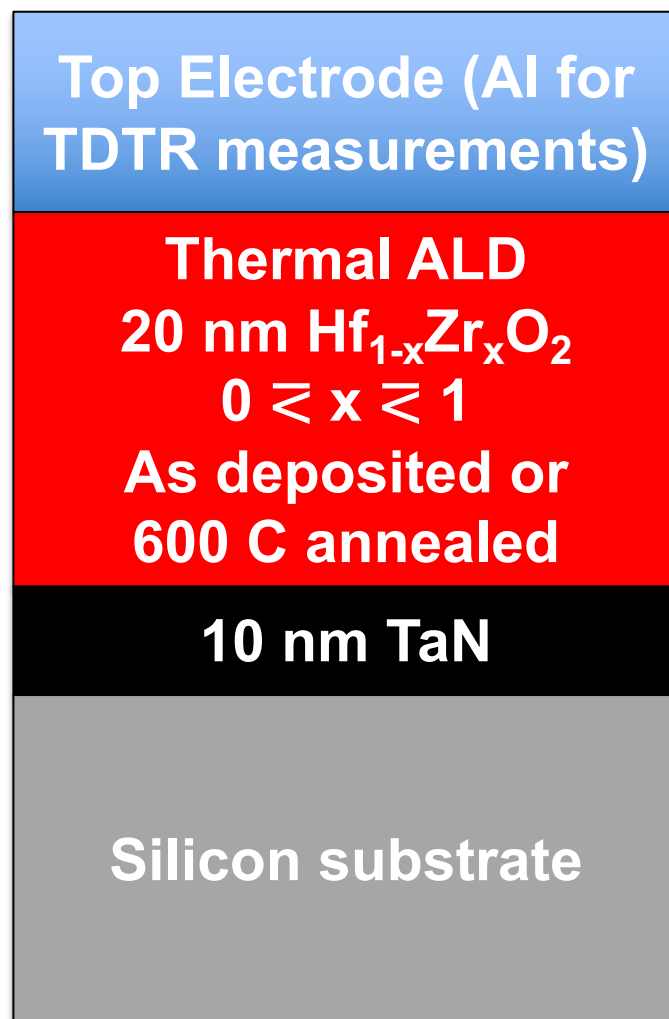 Top Electrode (Al for
TDTR measurements)
Thermal ALD
20 nm Hf₁₋ₓZrₓO₂
0 ⋜ x ⋜ 1
As deposited or
600 C annealed
10 nm TaN
Silicon substrate